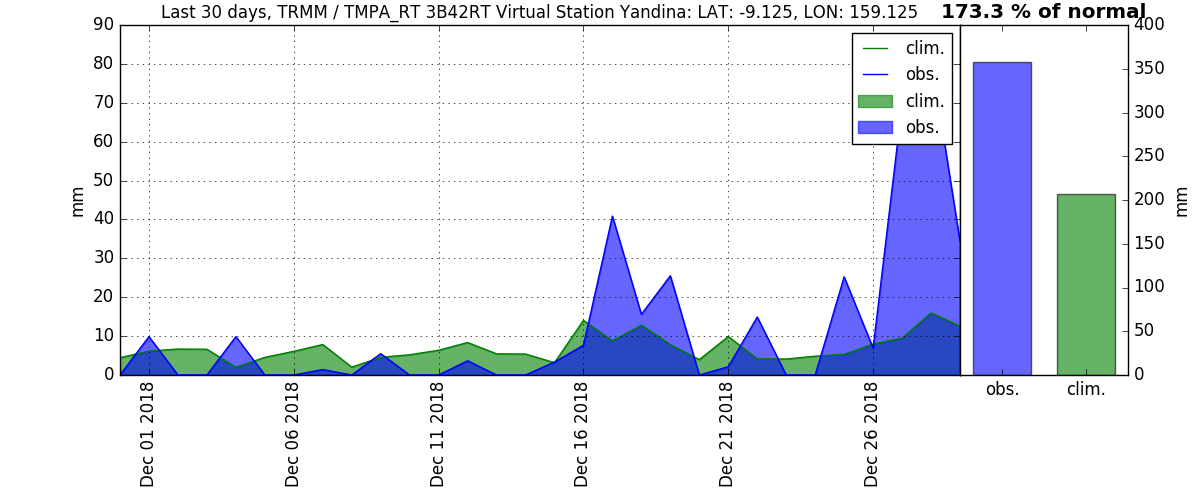 Last 30 days, TRMM / TMPA_RT 3B42RT Virtual Station Yandina: LAT: -9.125, LON: 159.125
173.3 % of normal
90
80
70
60
50
40
30
20
10
0
mm
clim.
obs.
clim.
obs.
400
350
300
250
200
150
100
50
0
mm
Dec 01 2018
Dec 06 2018
Dec 11 2018
Dec 16 2018
Dec 21 2018
Dec 26 2018
obs.
clim.